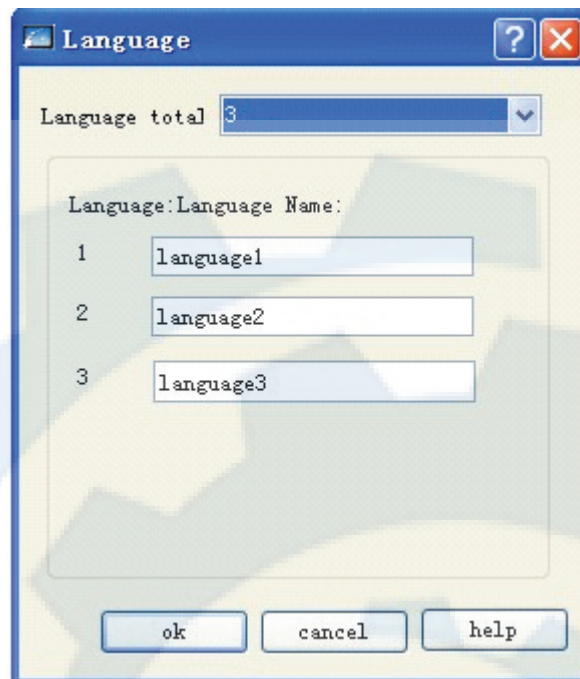 Language
Language total 3
Language:Language Name:
1 language1
2 language2
3 language3
ok cancel help